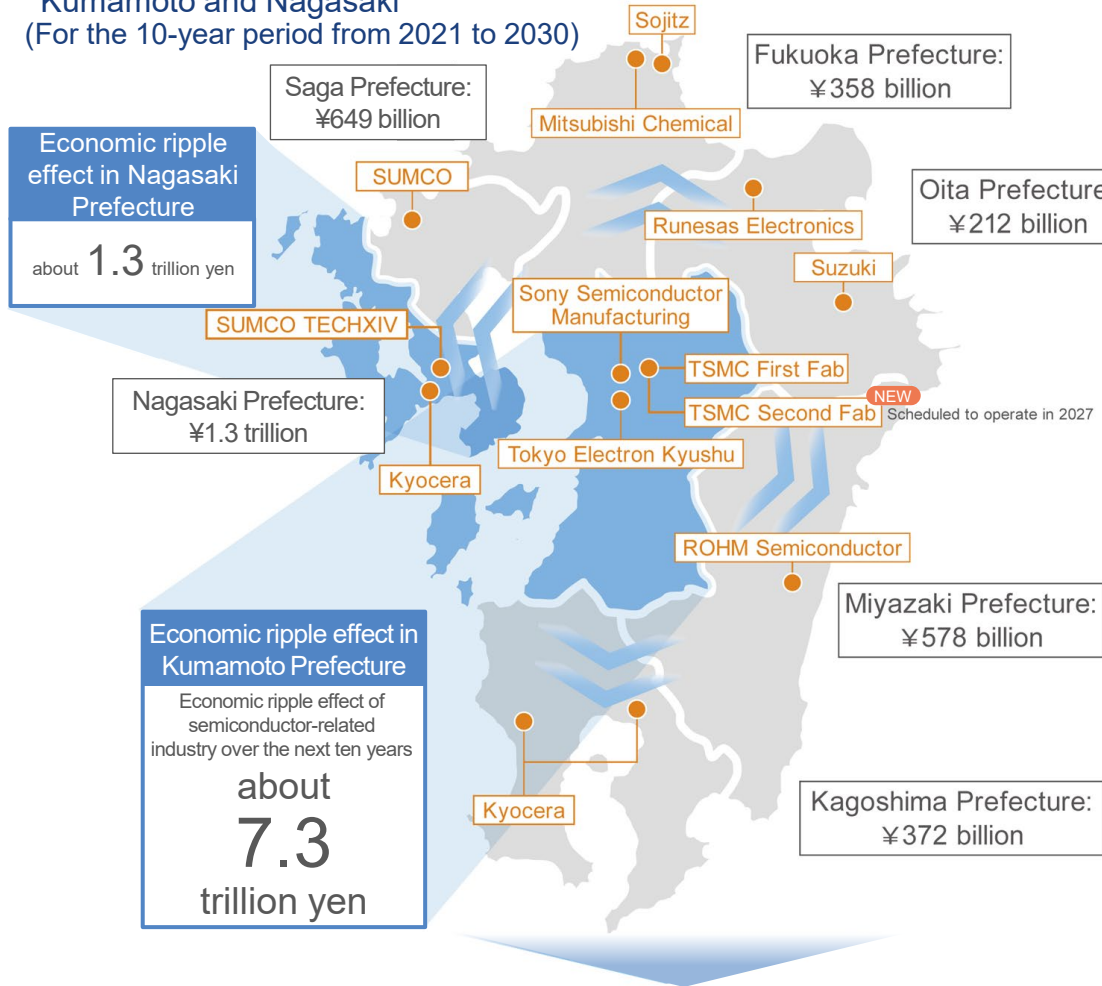 Kumamoto and Nagasaki
(For the 10-year period from 2021 to 2030)
Sojitz
Fukuoka Prefecture:
¥358 billion
Saga Prefecture:
¥649 billion
Mitsubishi Chemical
Economic ripple
effect in Nagasaki
Prefecture
about 1.3 trillion yen
SUMCO
Oita Prefecture
¥212 billion
Runesas Electronics
Suzuki
Sony Semiconductor
Manufacturing
SUMCO TECHXIV
TSMC First Fab
NEW
TSMC Second Fab
Scheduled to operate in 2027
Nagasaki Prefecture:
¥1.3 trillion
Tokyo Electron Kyushu
Kyocera
ROHM Semiconductor
Miyazaki Prefecture:
¥578 billion
Economic ripple effect in
Kumamoto Prefecture
Economic ripple effect of
semiconductor-related
industry over the next ten years
about
7.3
trillion yen
Kyocera
Kagoshima Prefecture:
¥372 billion